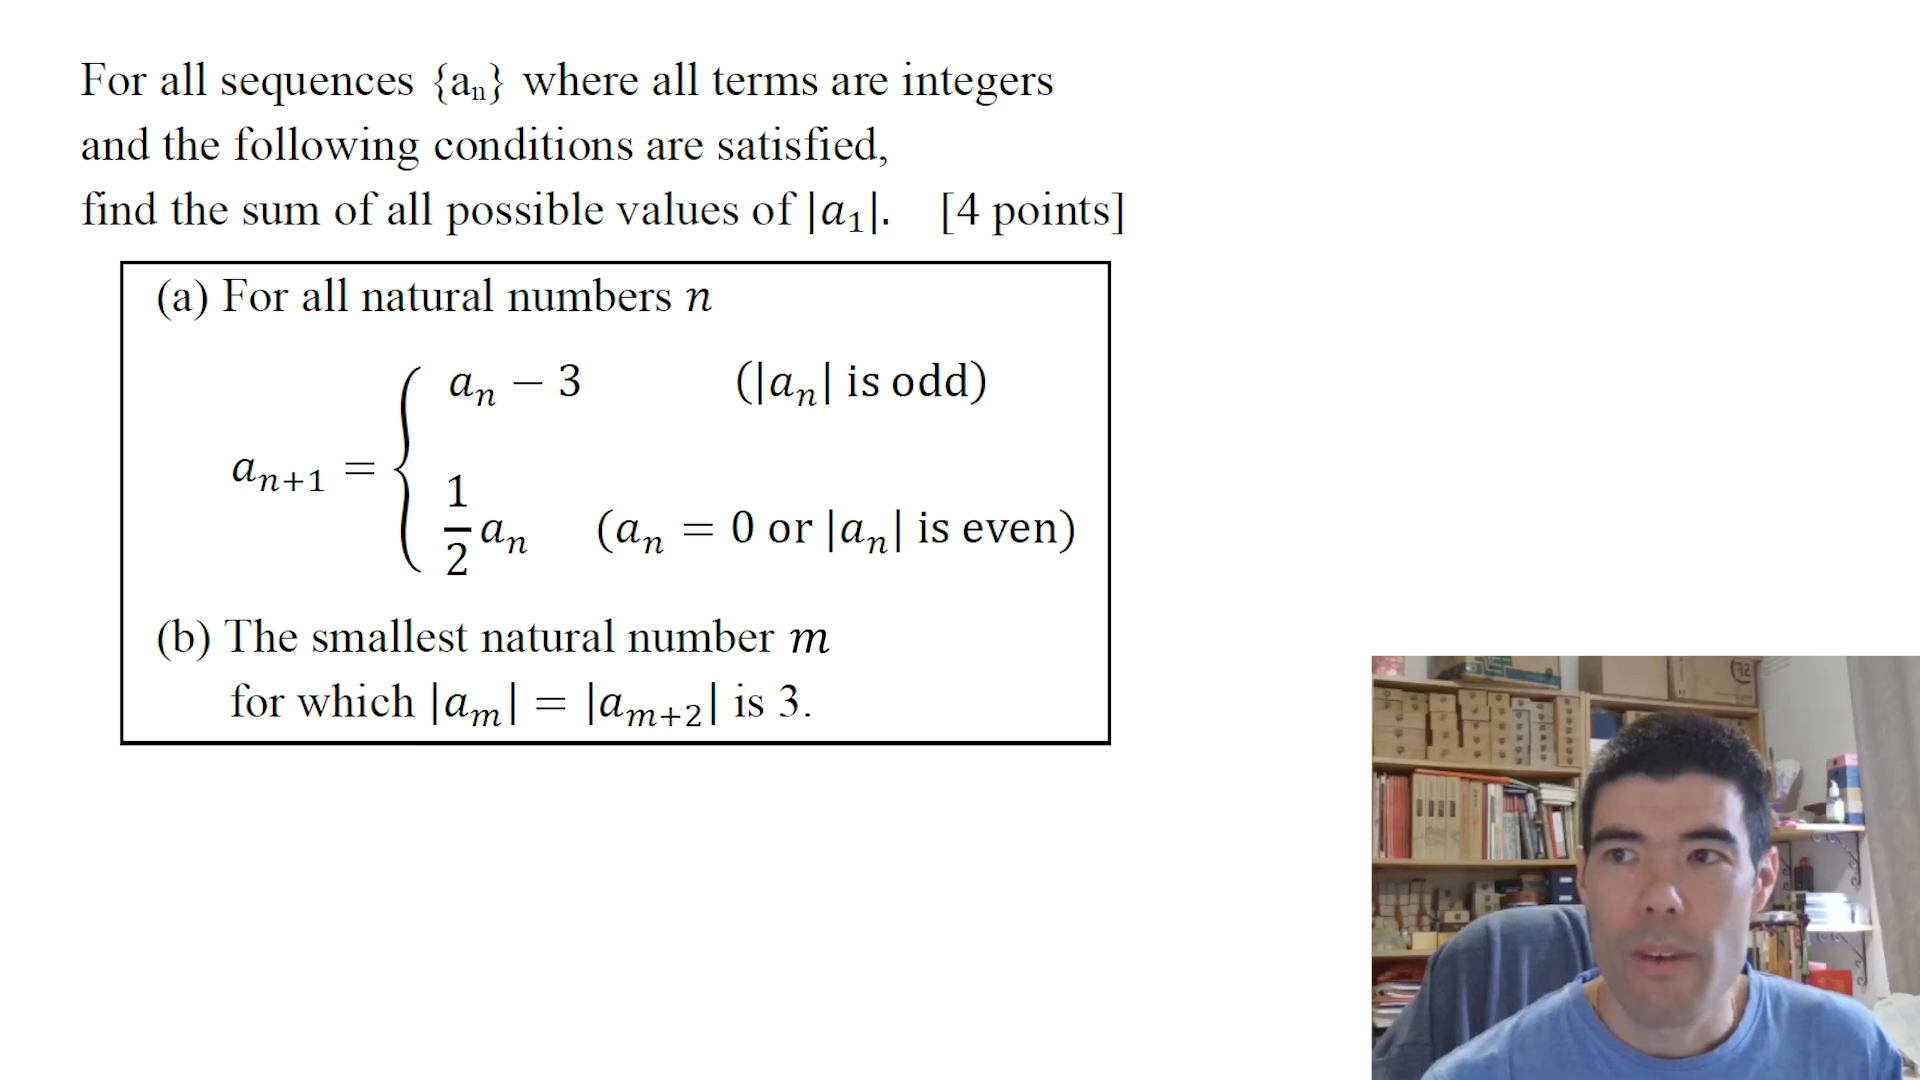 For all sequences {aₙ} where all terms are integers
and the following conditions are satisfied,
find the sum of all possible values of |a₁|. [4 points]
(a) For all natural numbers n
aₙ₊₁ = { aₙ − 3 (|aₙ| is odd)
½aₙ (aₙ = 0 or |aₙ| is even)
(b) The smallest natural number m
for which |aₘ| = |aₘ₊₂| is 3.